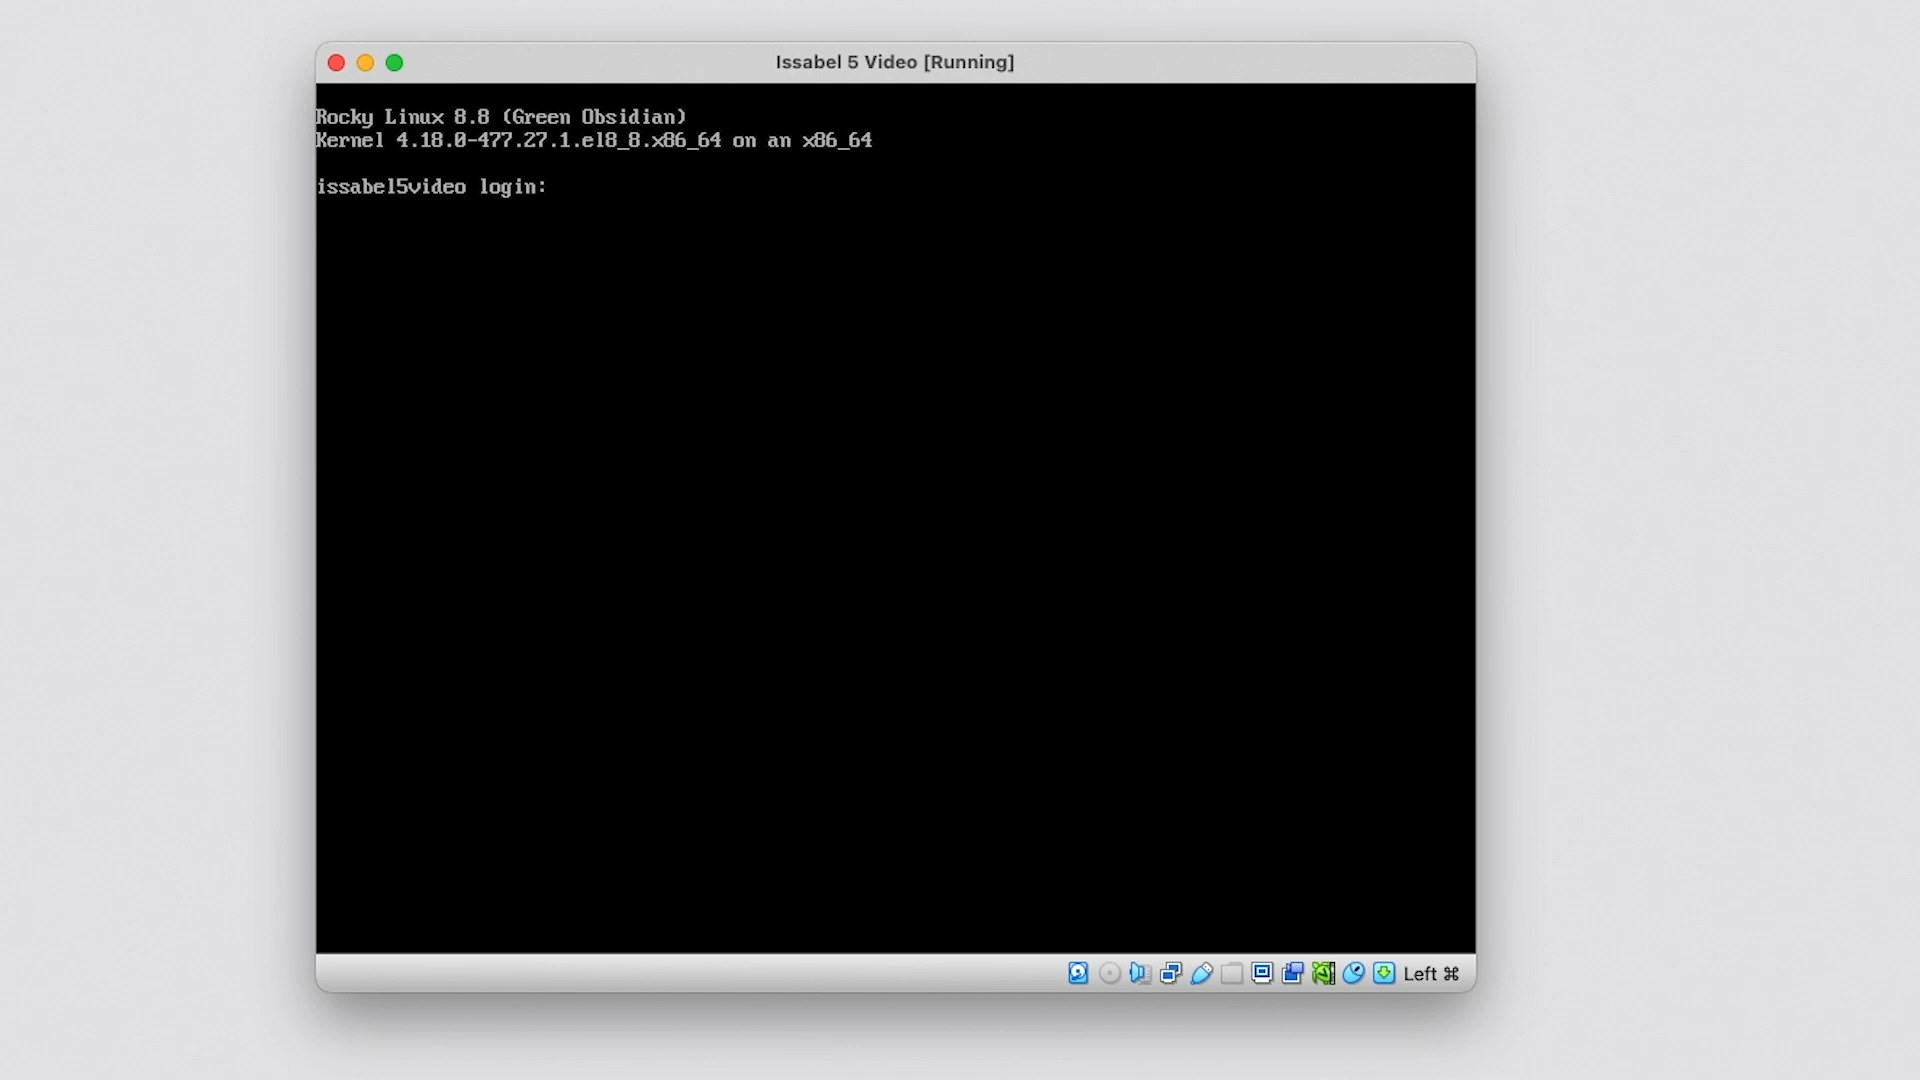 Issabel 5 Video [Running]
Rocky Linux 8.8 (Green Obsidian)
Kernel 4.18.0-477.27.1.el8_8.x86_64 on an x86_64
issabel5video login:
Left ⌘